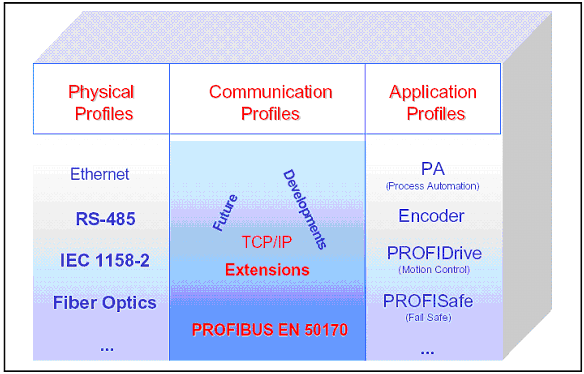 Physical
Profiles
Communication
Profiles
Application
Profiles
Ethernet
RS-485
IEC 1158-2
Fiber Optics
...
Future
Developments
TCP/IP
Extensions
PROFIBUS EN 50170
PA
(Process Automation)
Encoder
PROFIDrive
(Motion Control)
PROFISafe
(Fail Safe)
...